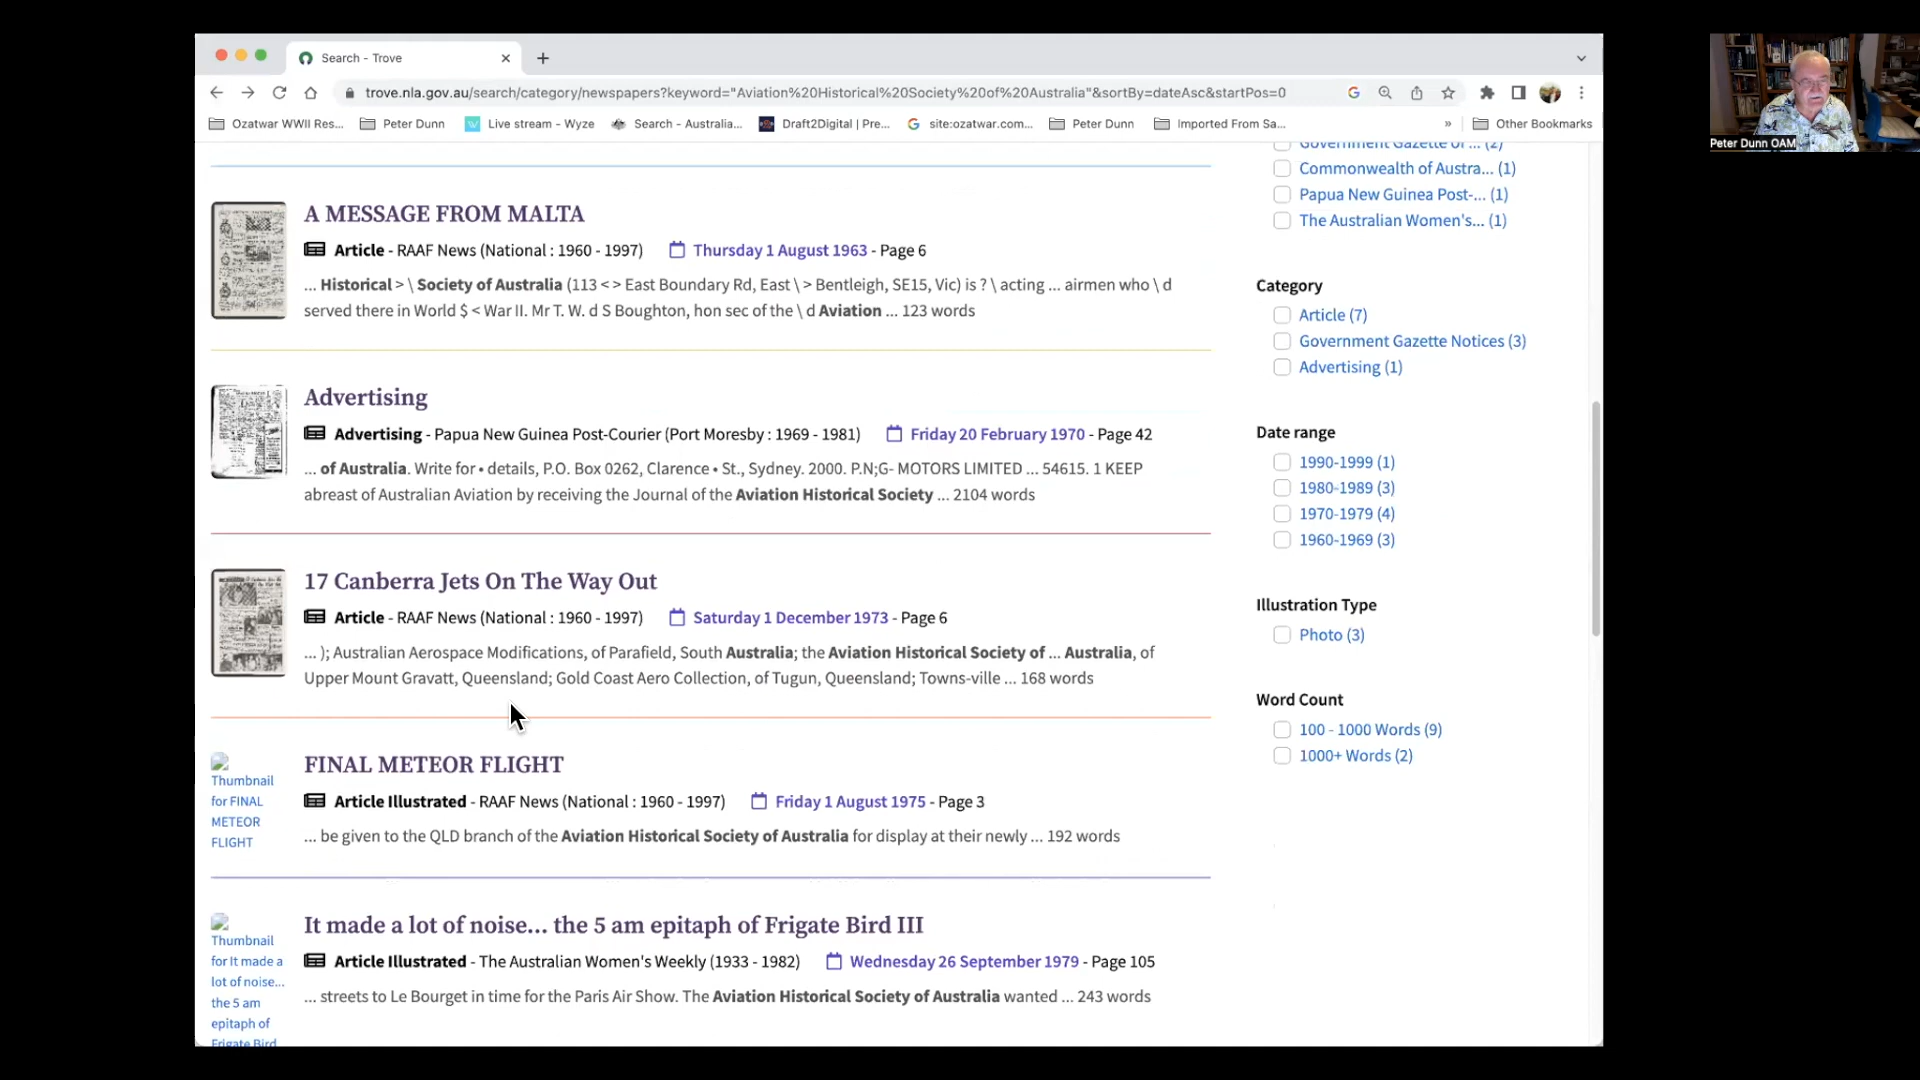 Search - Trove
trove.nla.gov.au/search/category/newspapers?keyword="Aviation%20Historical%20Society%20of%20Australia"&sortBy=dateAsc&startPos=0
Ozatwar WWII Res... Peter Dunn Live stream - Wyze Search - Australia... Draft2Digital | Pre... site:ozatwar.com... Peter Dunn Imported From Sa... » Other Bookmarks
Peter Dunn OAM
A MESSAGE FROM MALTA
Article - RAAF News (National : 1960 - 1997) Thursday 1 August 1963 - Page 6
... Historical > \ Society of Australia (113 < > East Boundary Rd, East \ > Bentleigh, SE15, Vic) is ? \ acting ... airmen who \ d
served there in World $ < War II. Mr T. W. d S Boughton, hon sec of the \ d Aviation ... 123 words
Advertising
Advertising - Papua New Guinea Post-Courier (Port Moresby : 1969 - 1981) Friday 20 February 1970 - Page 42
... of Australia. Write for • details, P.O. Box 0262, Clarence • St., Sydney. 2000. P.N;G- MOTORS LIMITED ... 54615. 1 KEEP
abreast of Australian Aviation by receiving the Journal of the Aviation Historical Society ... 2104 words
17 Canberra Jets On The Way Out
Article - RAAF News (National : 1960 - 1997) Saturday 1 December 1973 - Page 6
... ); Australian Aerospace Modifications, of Parafield, South Australia; the Aviation Historical Society of ... Australia, of
Upper Mount Gravatt, Queensland; Gold Coast Aero Collection, of Tugun, Queensland; Towns-ville ... 168 words
Thumbnail
for FINAL
METEOR
FLIGHT
FINAL METEOR FLIGHT
Article Illustrated - RAAF News (National : 1960 - 1997) Friday 1 August 1975 - Page 3
... be given to the QLD branch of the Aviation Historical Society of Australia for display at their newly ... 192 words
Thumbnail
for It made a
lot of noise...
the 5 am
epitaph of
Frigate Bird
It made a lot of noise... the 5 am epitaph of Frigate Bird III
Article Illustrated - The Australian Women's Weekly (1933 - 1982) Wednesday 26 September 1979 - Page 105
... streets to Le Bourget in time for the Paris Air Show. The Aviation Historical Society of Australia wanted ... 243 words
Government Gazette Of ... (2)
Commonwealth of Austra... (1)
Papua New Guinea Post-... (1)
The Australian Women's... (1)
Category
Article (7)
Government Gazette Notices (3)
Advertising (1)
Date range
1990-1999 (1)
1980-1989 (3)
1970-1979 (4)
1960-1969 (3)
Illustration Type
Photo (3)
Word Count
100 - 1000 Words (9)
1000+ Words (2)